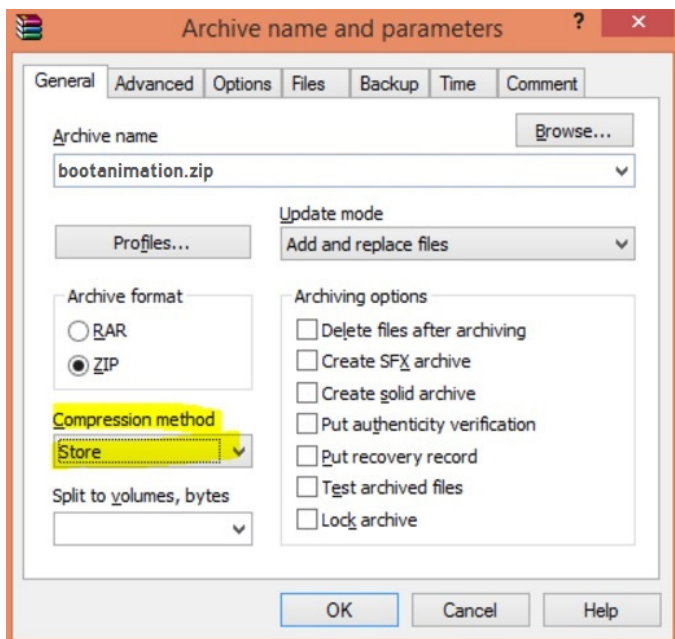 Archive name and parameters
General Advanced Options Files Backup Time Comment
Archive name
Browse...
bootanimation.zip
Update mode
Profiles...
Add and replace files
Archive format
RAR
ZIP
Archiving options
Delete files after archiving
Create SFX archive
Create solid archive
Put authenticity verification
Put recovery record
Test archived files
Lock archive
Compression method
Store
Split to volumes, bytes
OK Cancel Help